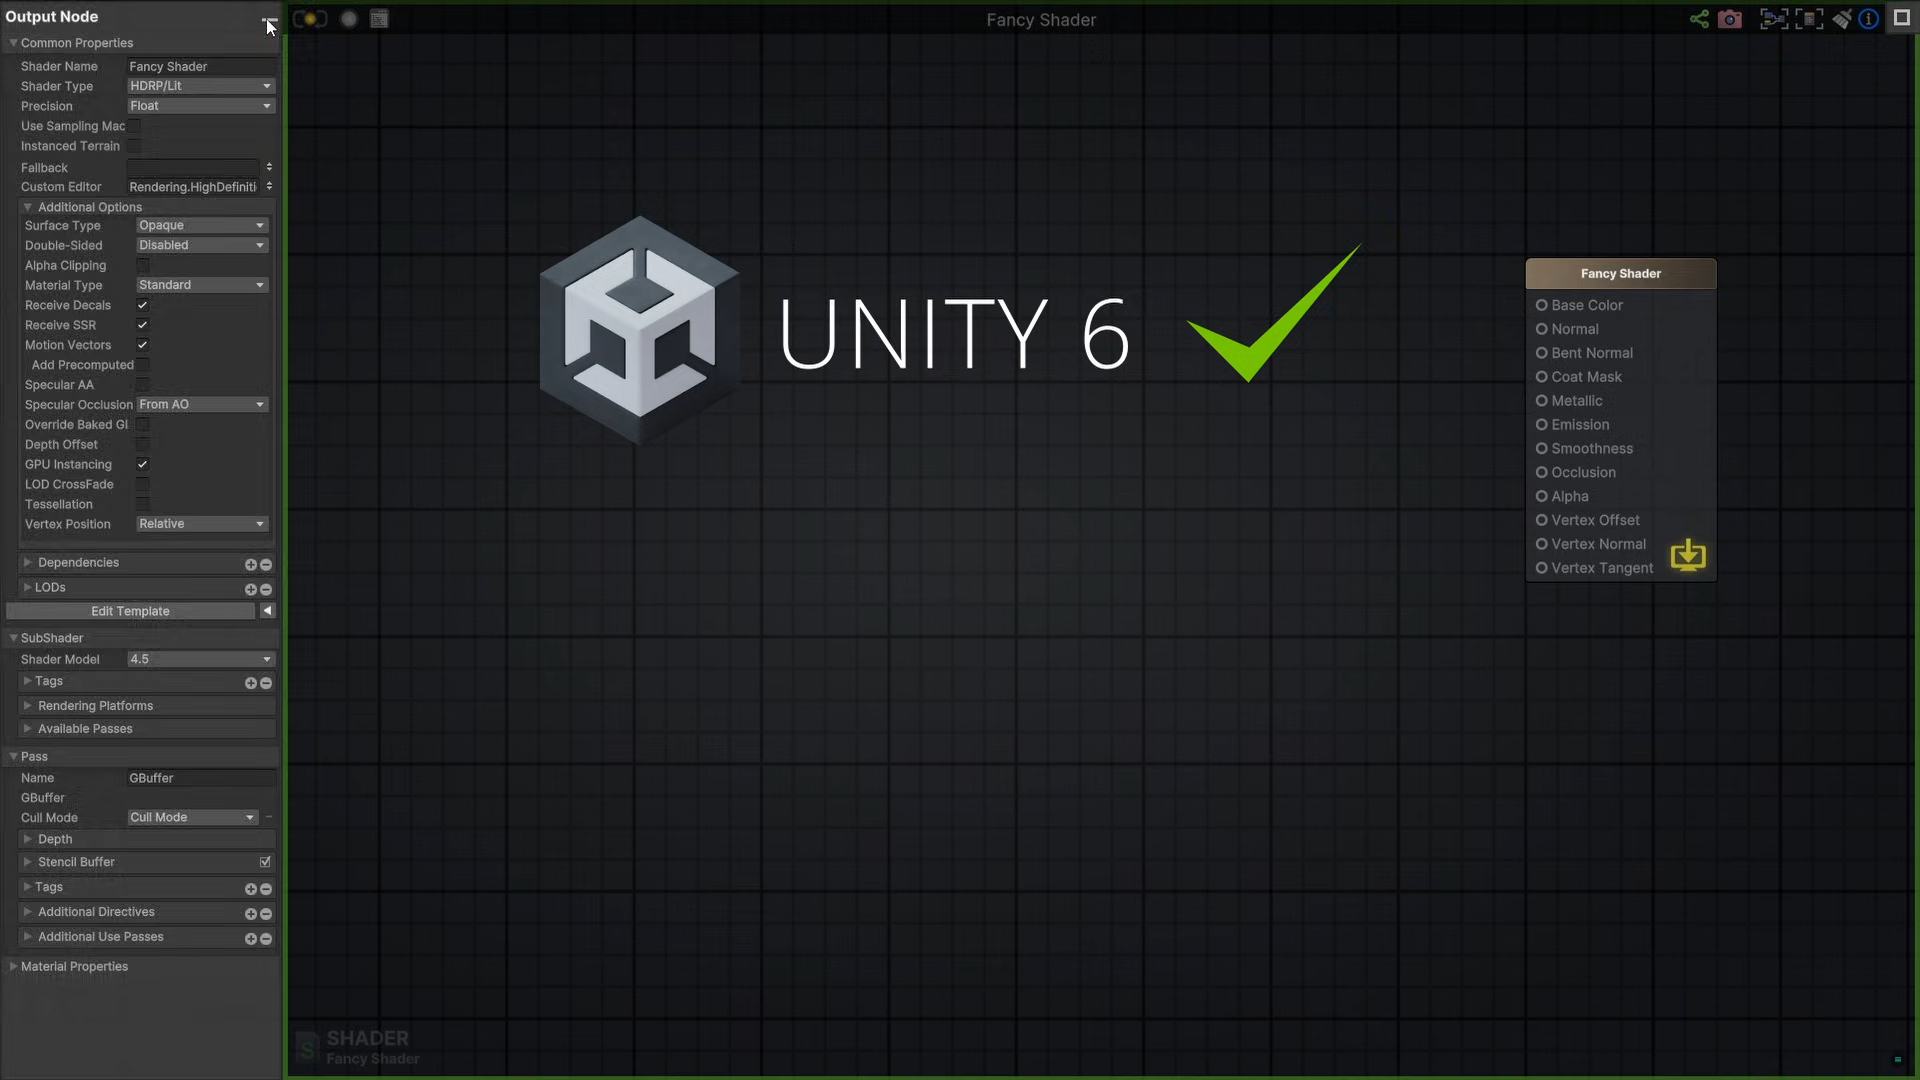 Output Node
Fancy Shader
Common Properties
Shader Name Fancy Shader
Shader Type HDRP/Lit
Precision Float
Use Sampling Mac
Instanced Terrain
Fallback
Custom Editor Rendering.HighDefiniti
Additional Options
Surface Type Opaque
Double-Sided Disabled
Alpha Clipping
Material Type Standard
Receive Decals
Receive SSR
Motion Vectors
Add Precomputed
Specular AA
Specular Occlusion From AO
Override Baked GI
Depth Offset
GPU Instancing
LOD CrossFade
Tessellation
Vertex Position Relative
Dependencies
LODs
Edit Template
SubShader
Shader Model 4.5
Tags
Rendering Platforms
Available Passes
Pass
Name GBuffer
GBuffer
Cull Mode Cull Mode
Depth
Stencil Buffer
Tags
Additional Directives
Additional Use Passes
Material Properties
UNITY 6
Fancy Shader
Base Color
Normal
Bent Normal
Coat Mask
Metallic
Emission
Smoothness
Occlusion
Alpha
Vertex Offset
Vertex Normal
Vertex Tangent
S SHADER
Fancy Shader